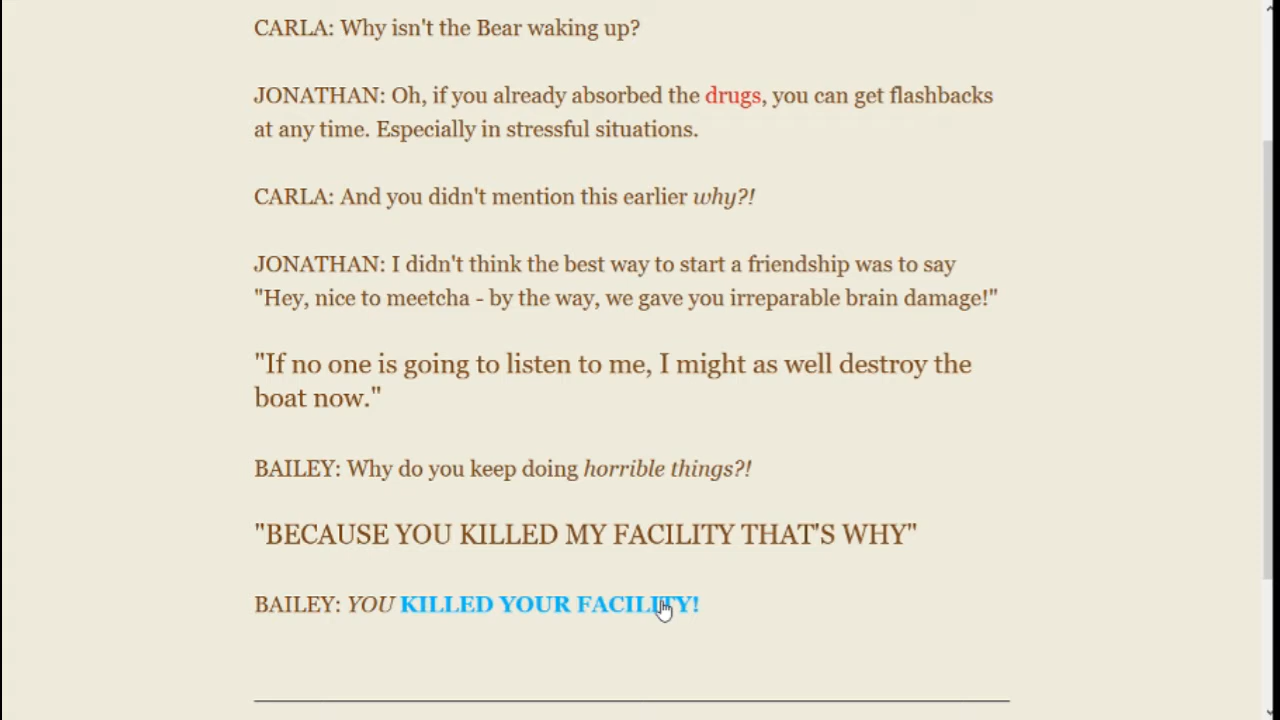 CARLA: Why isn't the Bear waking up?
JONATHAN: Oh, if you already absorbed the drugs, you can get flashbacks
at any time. Especially in stressful situations.
CARLA: And you didn't mention this earlier why?!
JONATHAN: I didn't think the best way to start a friendship was to say
"Hey, nice to meetcha - by the way, we gave you irreparable brain damage!"
"If no one is going to listen to me, I might as well destroy the
boat now."
BAILEY: Why do you keep doing horrible things?!
"BECAUSE YOU KILLED MY FACILITY THAT'S WHY"
BAILEY: YOU KILLED YOUR FACILITY!